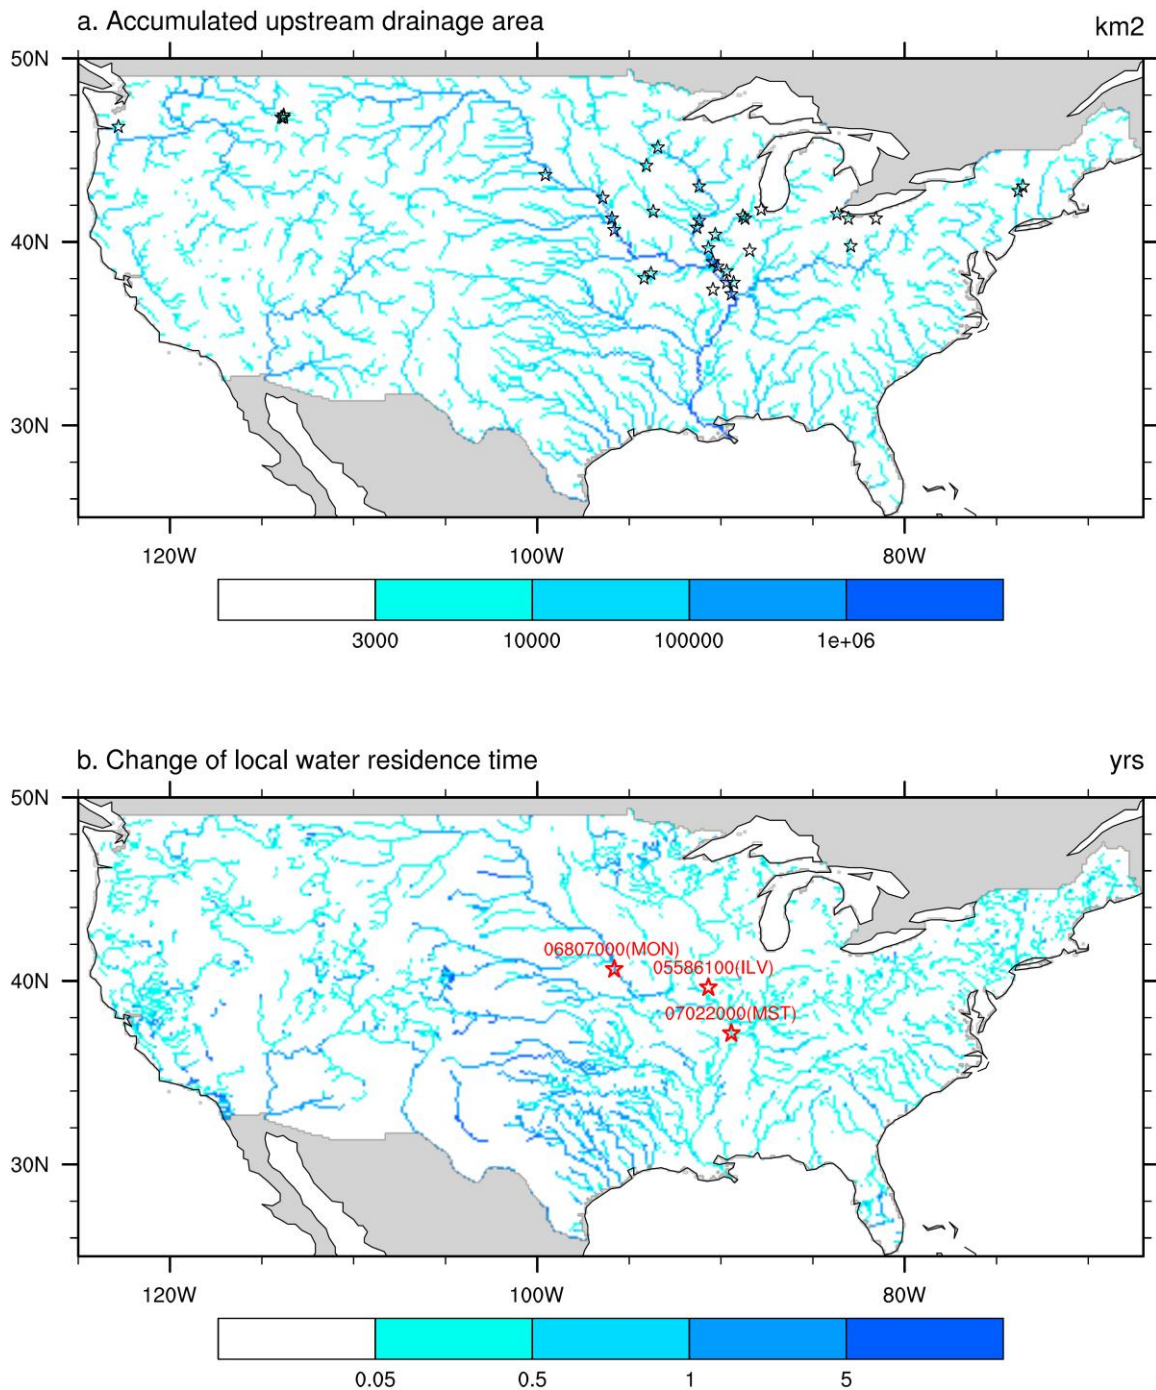 a. Accumulated upstream drainage area km2
50N
40N
30N
120W 100W 80W
3000 10000 100000 1e+06
b. Change of local water residence time yrs
50N
06807000(MON)
05586100(ILV)
40N
07022000(MST)
30N
120W 100W 80W
0.05 0.5 1 5